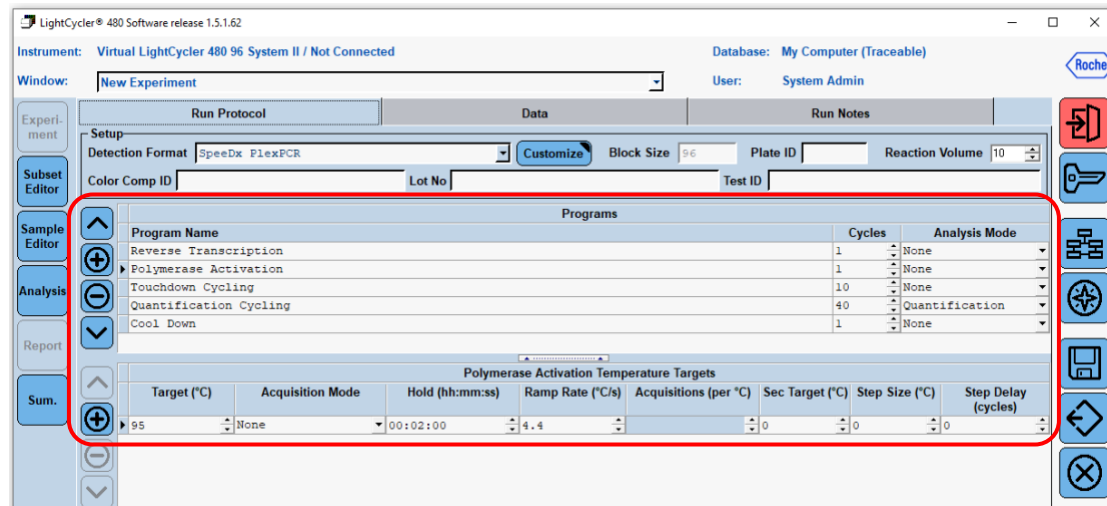 LightCycler® 480 Software release 1.5.1.62
Instrument: Virtual LightCycler 480 96 System II / Not Connected Database: My Computer (Traceable)
Window: New Experiment User: System Admin
Roche
Experi-
ment
Subset
Editor
Sample
Editor
Analysis
Report
Sum.
Run Protocol Data Run Notes
Setup
Detection Format SpeeDx PlexPCR Customize Block Size 96 Plate ID Reaction Volume 10
Color Comp ID Lot No Test ID
Programs
Program Name Cycles Analysis Mode
Reverse Transcription 1 None
Polymerase Activation 1 None
Touchdown Cycling 10 None
Quantification Cycling 40 Quantification
Cool Down 1 None
Polymerase Activation Temperature Targets
Target (°C) Acquisition Mode Hold (hh:mm:ss) Ramp Rate (°C/s) Acquisitions (per °C) Sec Target (°C) Step Size (°C) Step Delay
(cycles)
95 None 00:02:00 4.4 0 0 0